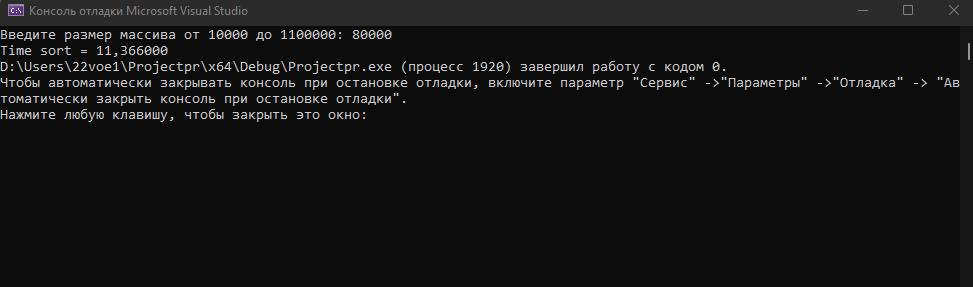 Консоль отладки Microsoft Visual Studio
Введите размер массива от 10000 до 1100000: 80000
Time sort = 11,366000
D:\Users\22voe1\Projectpr\x64\Debug\Projectpr.exe (процесс 1920) завершил работу с кодом 0.
Чтобы автоматически закрывать консоль при остановке отладки, включите параметр "Сервис" ->"Параметры" ->"Отладка" -> "Ав
томатически закрыть консоль при остановке отладки".
Нажмите любую клавишу, чтобы закрыть это окно: